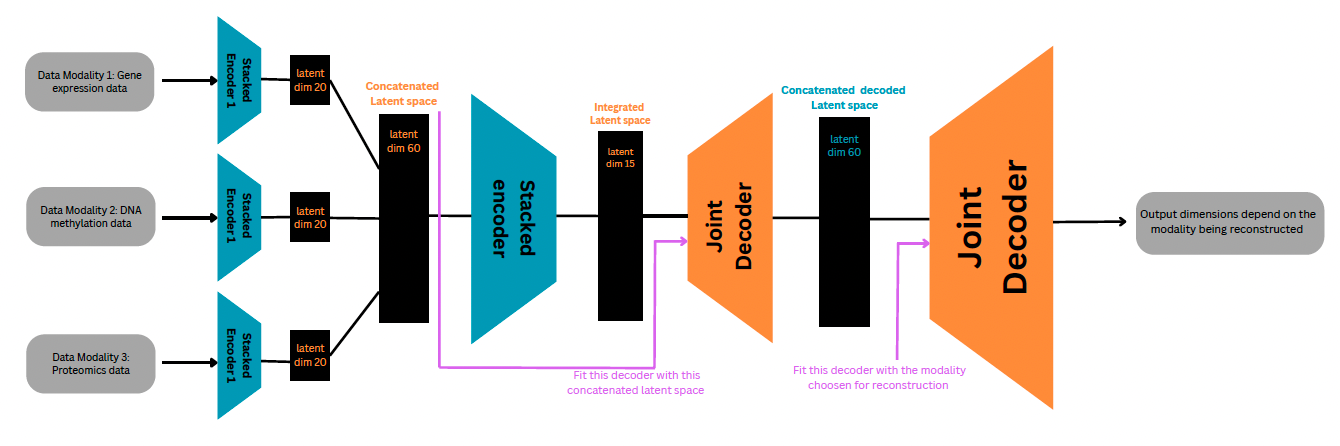 Data Modality 1: Gene
expression data
Stacked
Encoder 1
latent
dim 20
Data Modality 2: DNA
methylation data
Stacked
Encoder 1
latent
dim 20
Data Modality 3:
Proteomics data
Stacked
Encoder 1
latent
dim 20
Concatenated
Latent space
latent
dim 60
Stacked
encoder
Integrated
Latent space
latent
dim 15
Joint
Decoder
Fit this decoder with this
concatenated latent space
Concatenated decoded
Latent space
latent
dim 60
Fit this decoder with the modality
choosen for reconstruction
Joint
Decoder
Output dimensions depend on the
modality being reconstructed